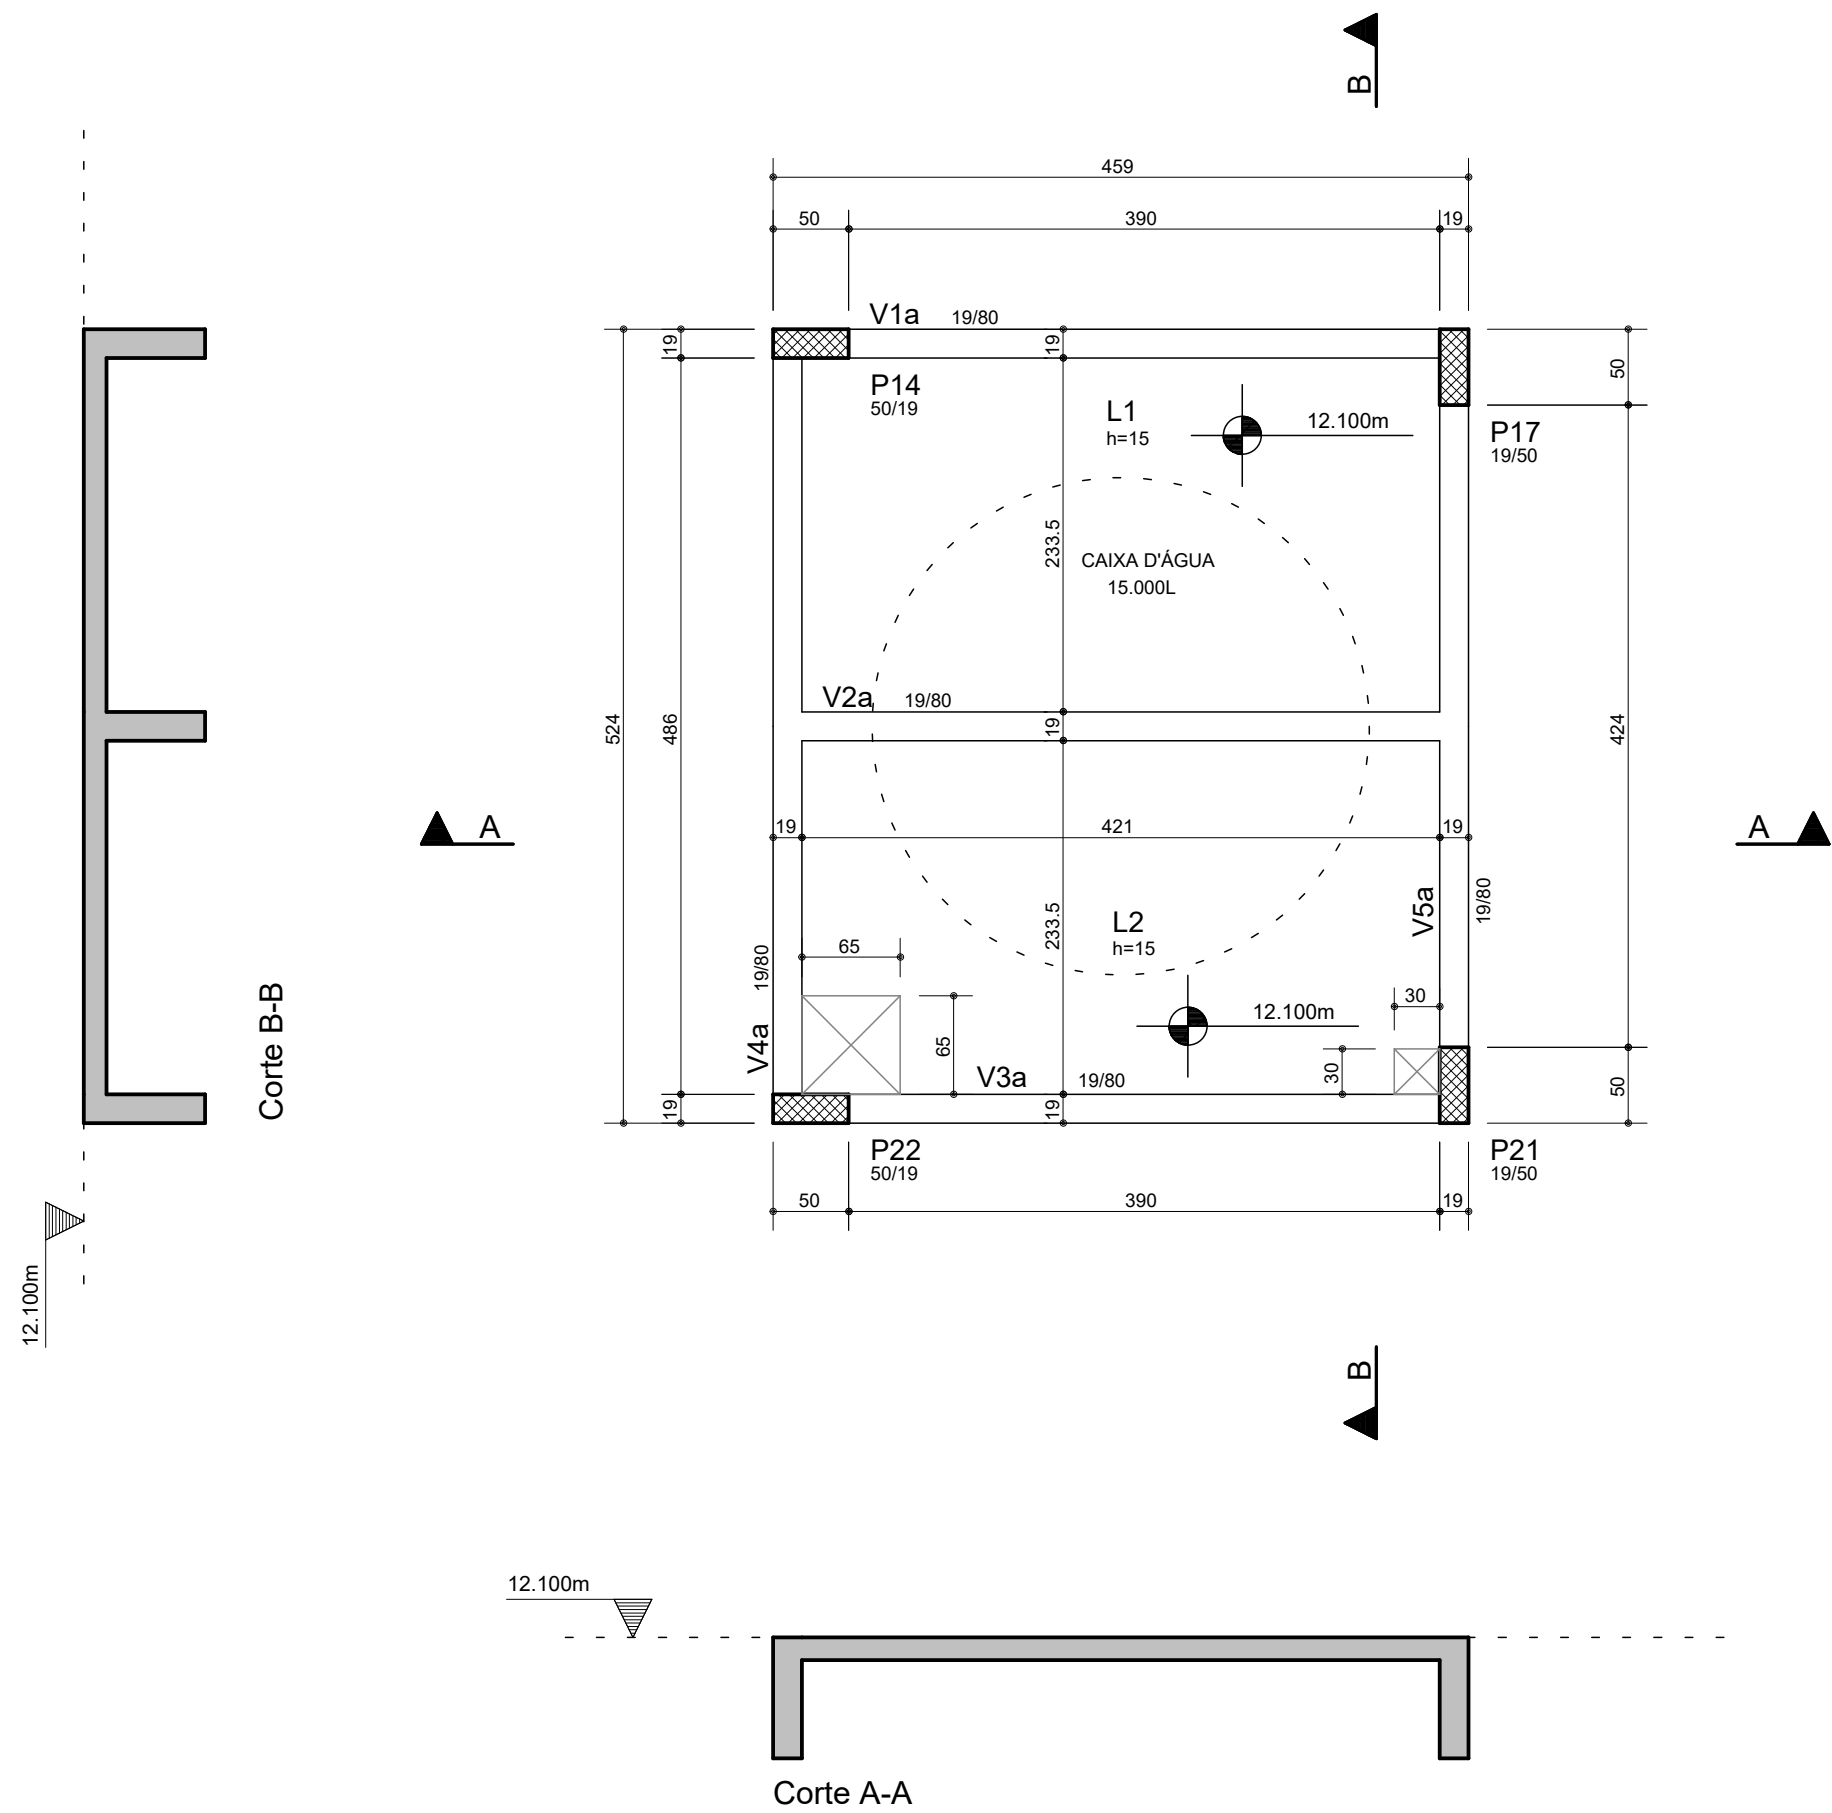 B
459
50
390
19
V1a
19/80
19
19
50
P14
50/19
L1
h=15
12.100m
P17
19/50
233.5
CAIXA D'ÁGUA
15.000L
V2a
19/80
524
486
19
424
A
19
421
19
A
19/80
V5a
L2
h=15
233.5
65
19/80
30
12.100m
65
30
V4a
V3a
19/80
19
19
50
Corte B-B
P22
50/19
P21
19/50
50
390
19
12.100m
B
12.100m
Corte A-A